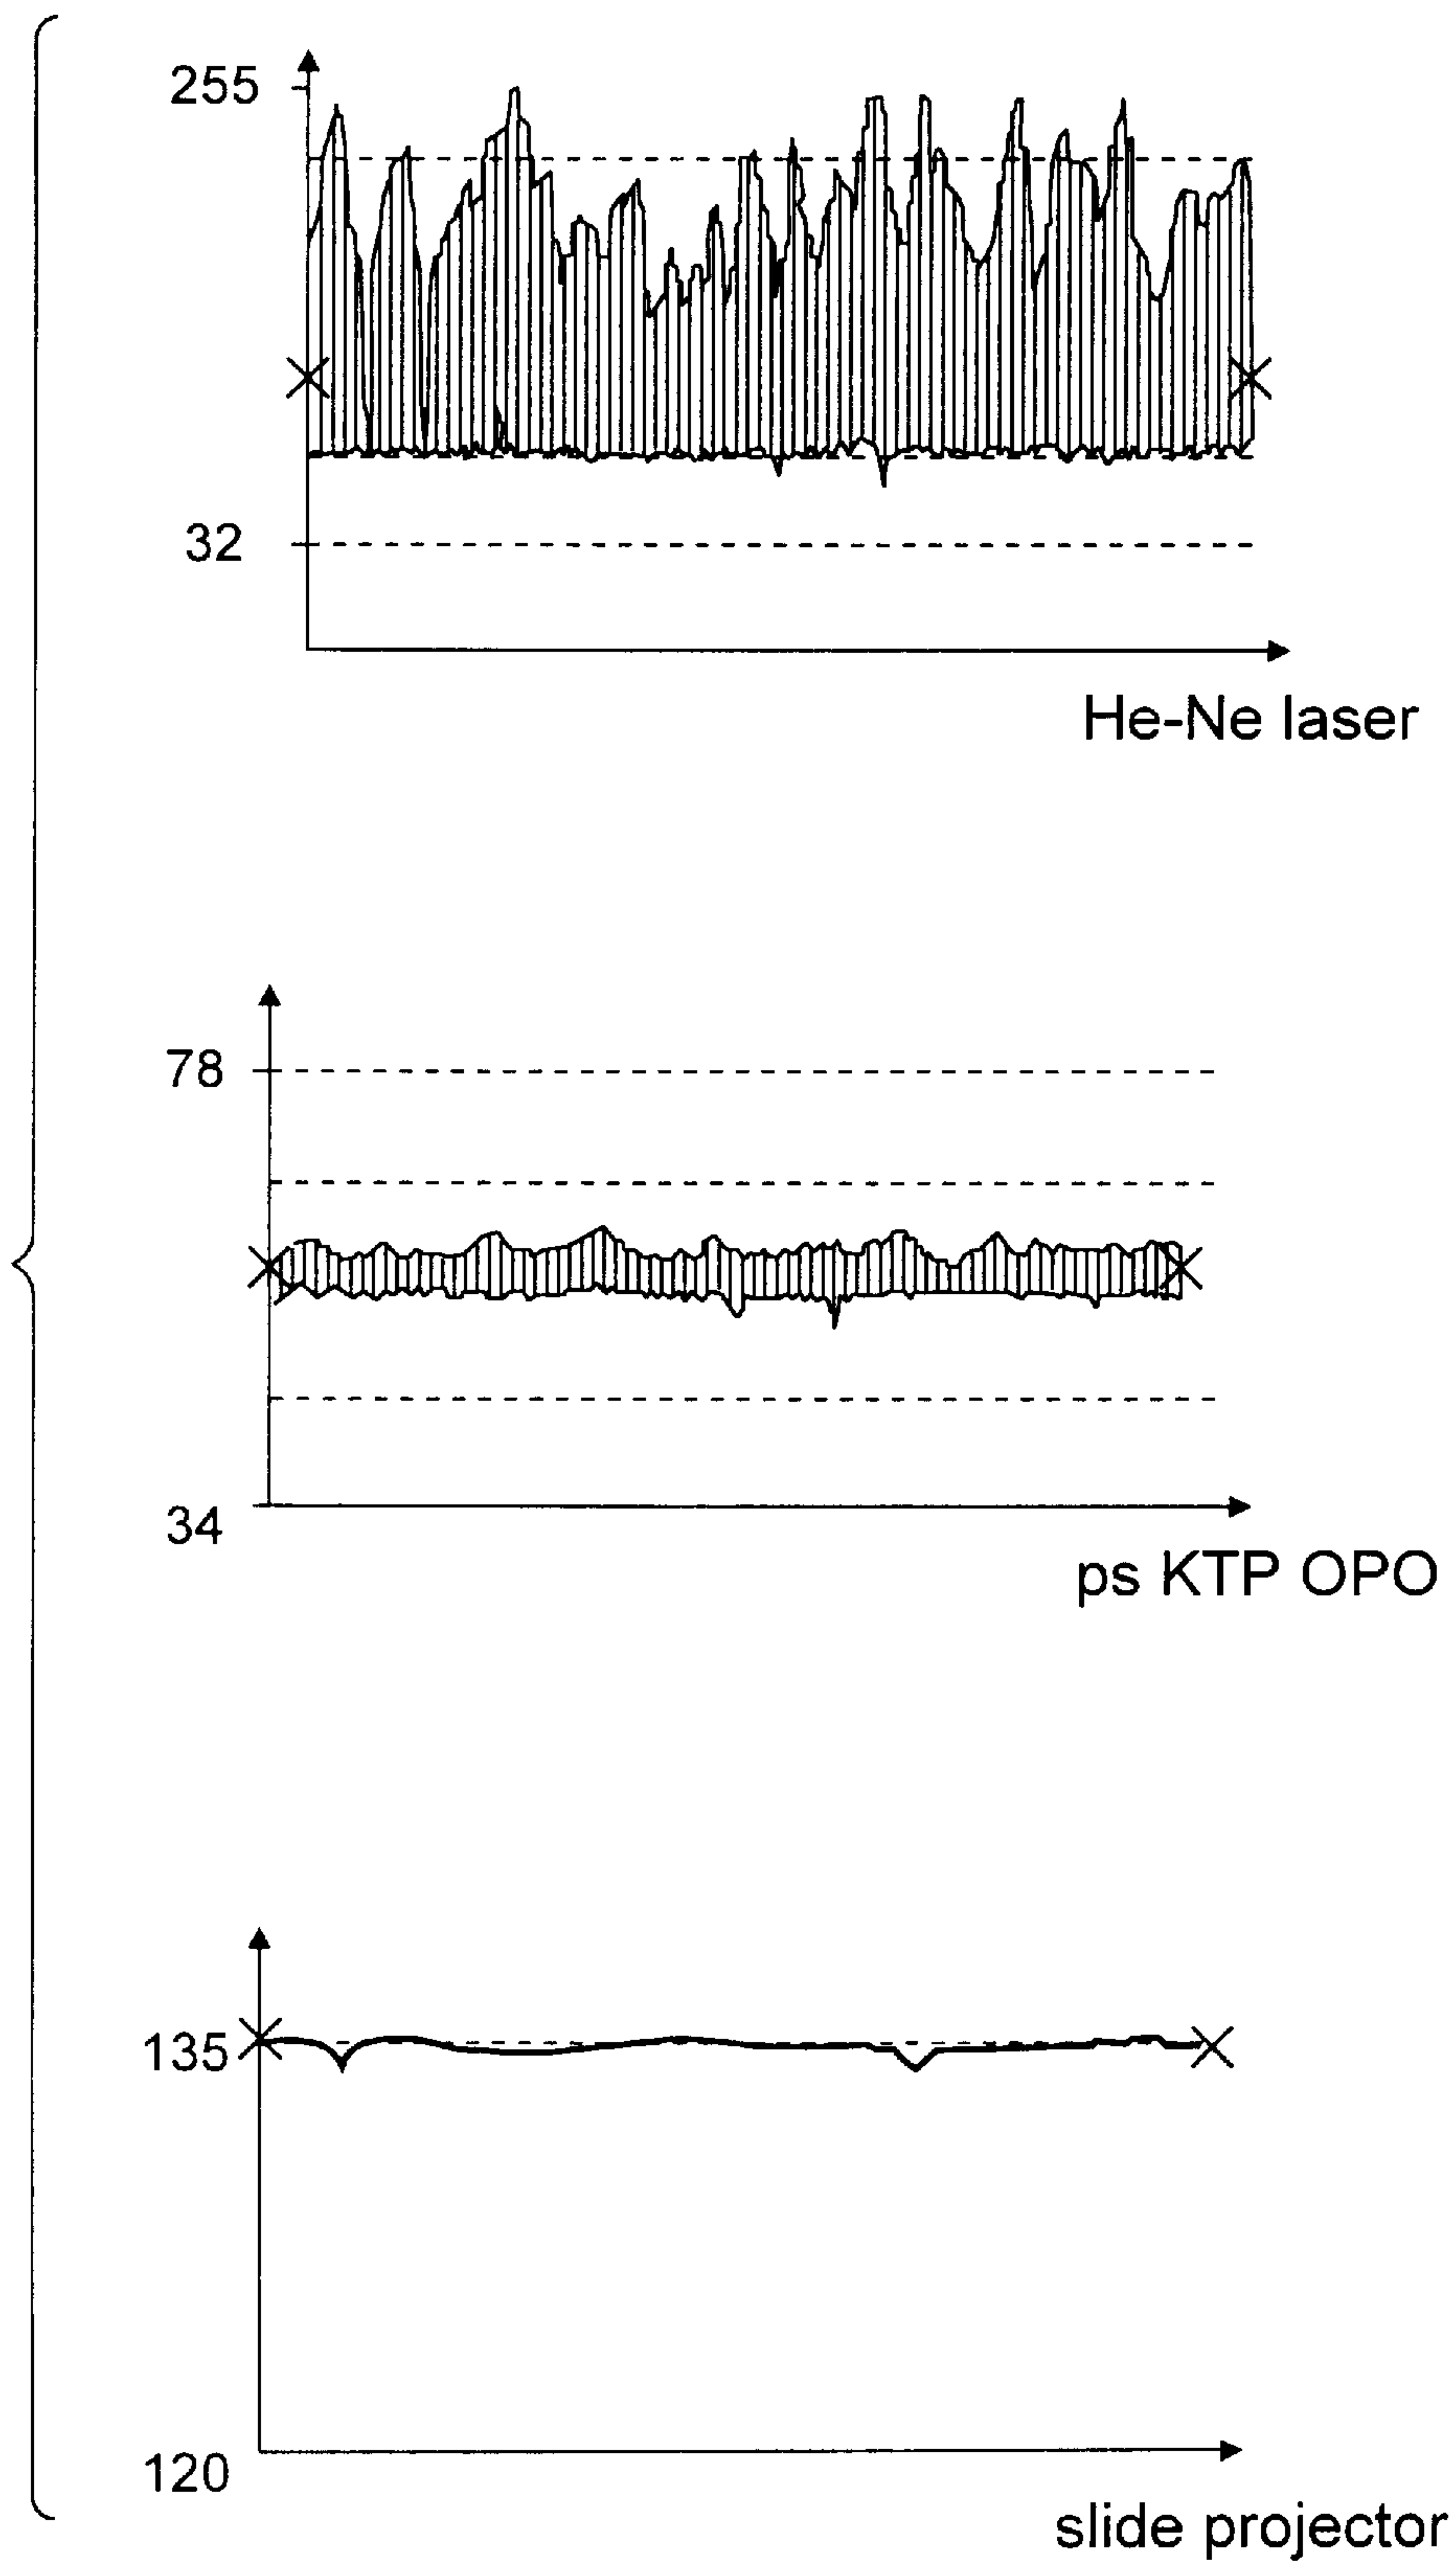 255
32
He-Ne laser
78
34
ps KTP OPO
135
120
slide projector